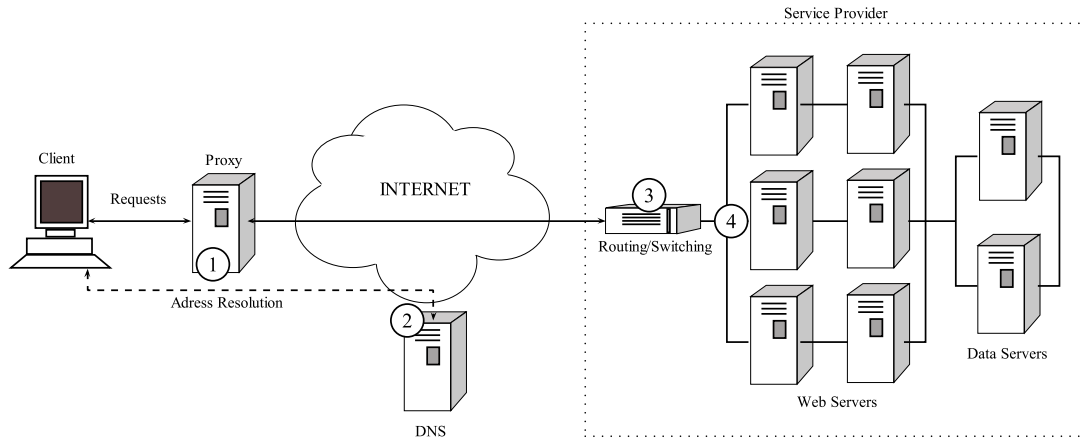 Service Provider
Client
Proxy
Requests
INTERNET
3
4
Routing/Switching
1
Adress Resolution
2
Data Servers
Web Servers
DNS